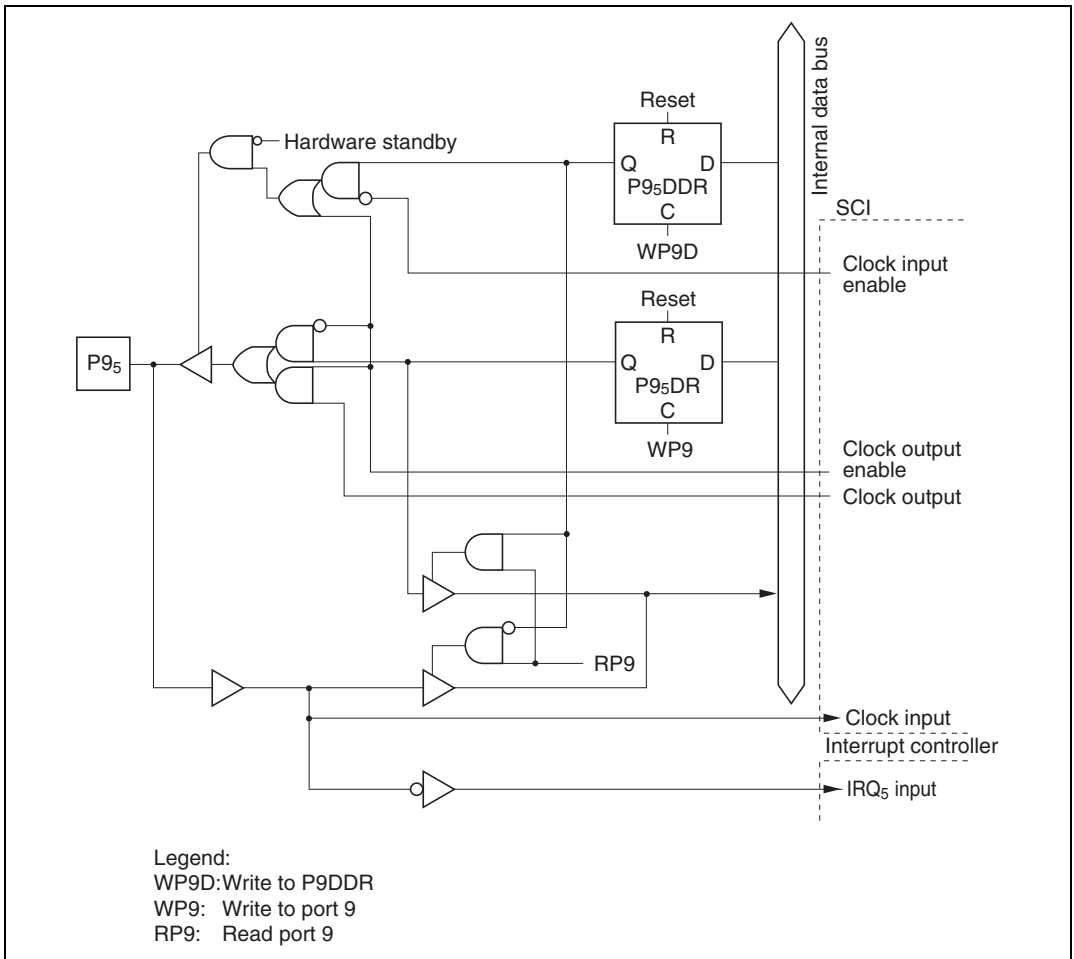 Internal data bus
Reset
R
Hardware standby
Q D
P9₅DDR
C
SCI
WP9D
Clock input
enable
Reset
R
P9₅
Q D
P9₅DR
C
WP9
Clock output
enable
Clock output
RP9
Clock input
Interrupt controller
IRQ₅ input
Legend:
WP9D:Write to P9DDR
WP9: Write to port 9
RP9: Read port 9